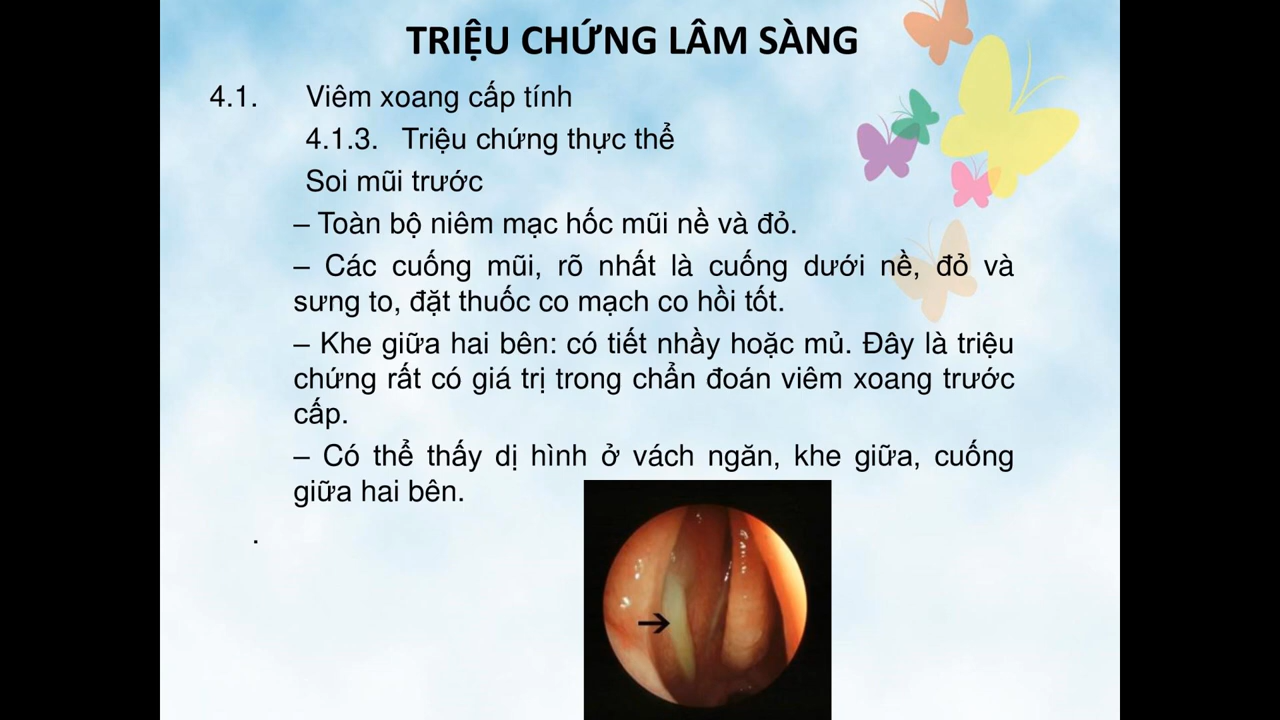 TRIỆU CHỨNG LÂM SÀNG
4.1. Viêm xoang cấp tính
4.1.3. Triệu chứng thực thể
Soi mũi trước
– Toàn bộ niêm mạc hốc mũi nề và đỏ.
– Các cuống mũi, rõ nhất là cuống dưới nề, đỏ và
sưng to, đặt thuốc co mạch co hồi tốt.
– Khe giữa hai bên: có tiết nhầy hoặc mủ. Đây là triệu
chứng rất có giá trị trong chẩn đoán viêm xoang trước
cấp.
– Có thể thấy dị hình ở vách ngăn, khe giữa, cuống
giữa hai bên.
.